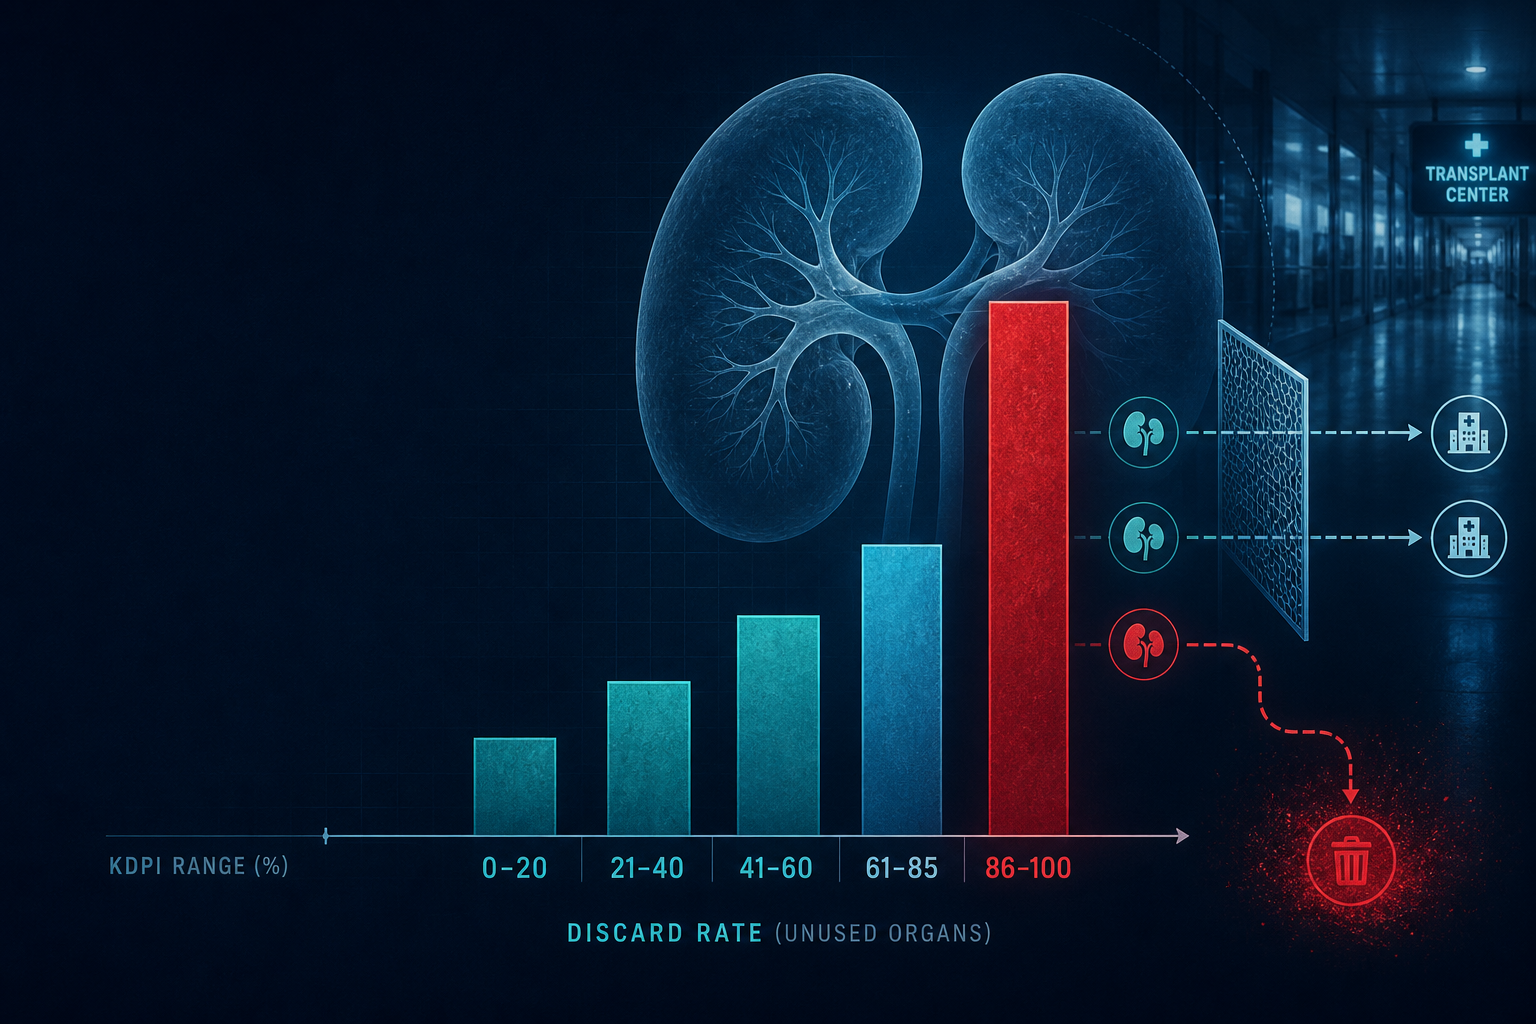 TRANSPLANT
CENTER
KDPI RANGE (%)
0–20
21–40
41–60
61–85
86–100
DISCARD RATE (UNUSED ORGANS)